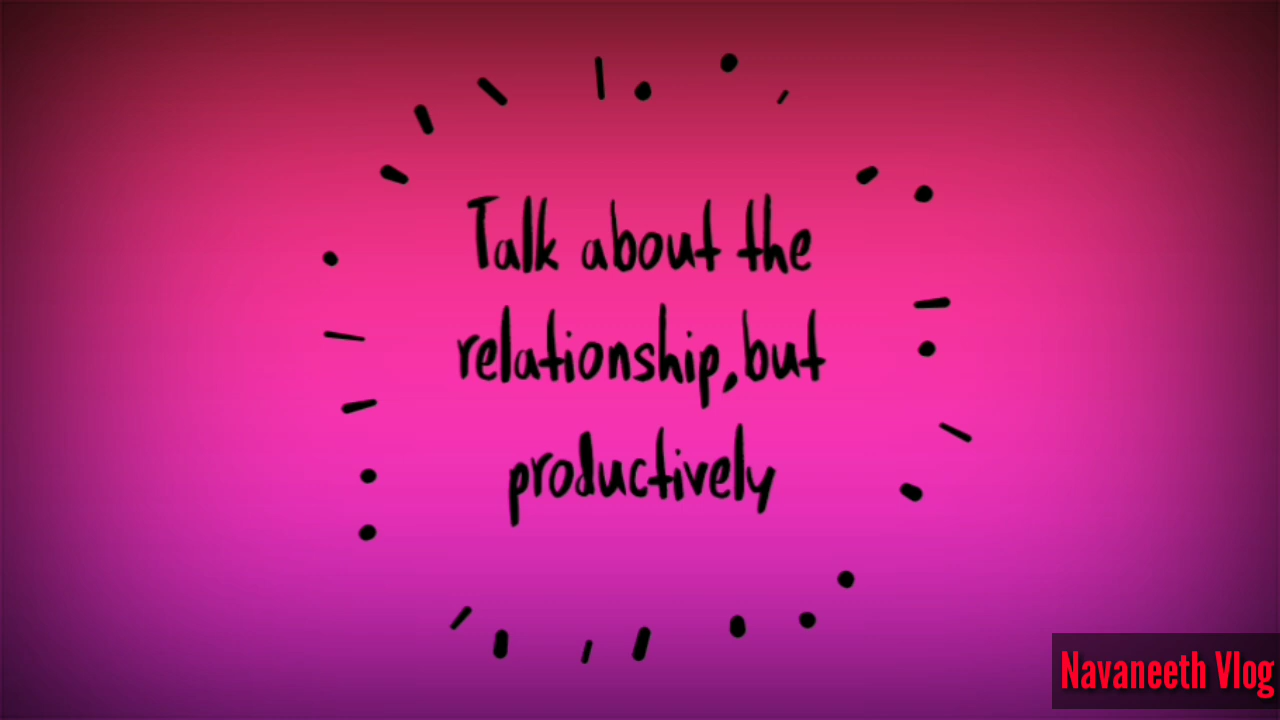 Talk about the
relationship,but
productively
Navaneeth Vlog